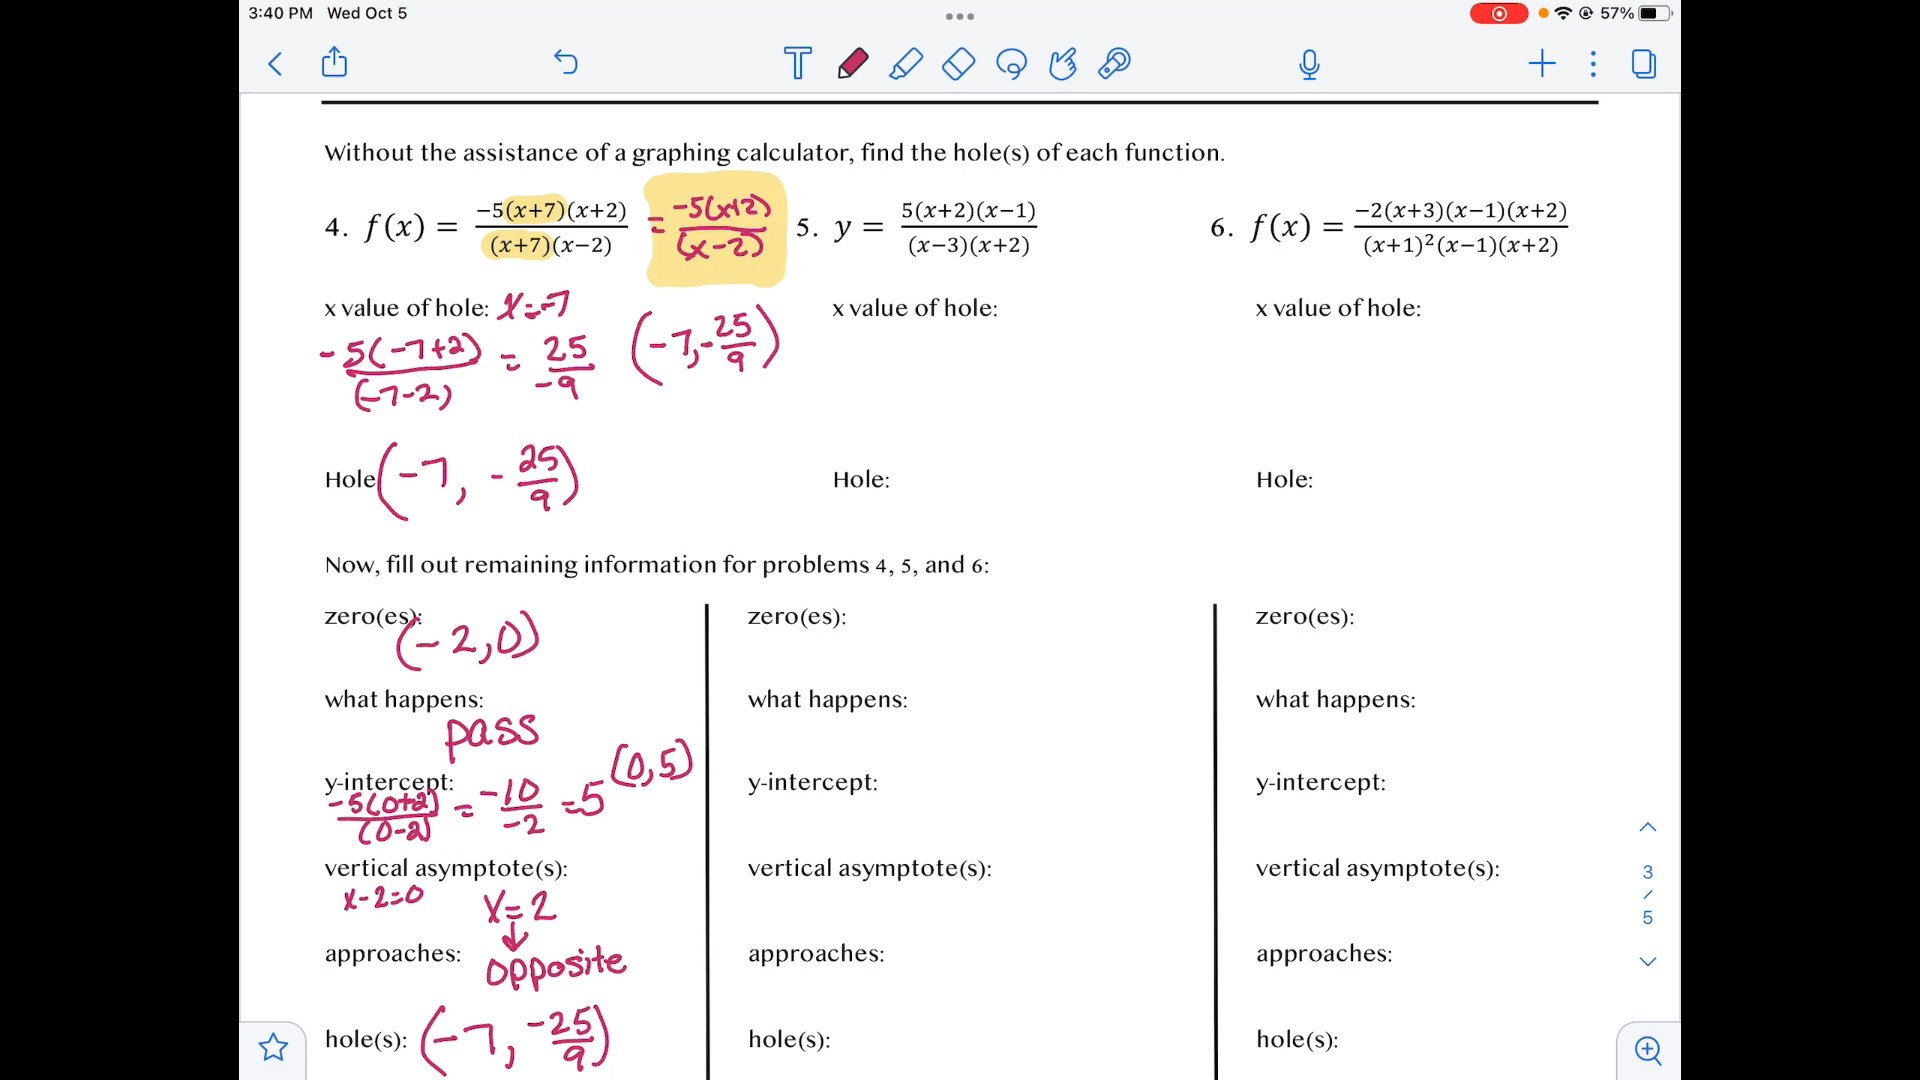 3:40 PM Wed Oct 5
57%
T
Without the assistance of a graphing calculator, find the hole(s) of each function.
4. f(x) = −5(x+7)(x+2) / (x+7)(x−2) = -5(x+2) / (x-2)
5. y = 5(x+2)(x−1) / (x−3)(x+2)
6. f(x) = −2(x+3)(x−1)(x+2) / (x+1)²(x−1)(x+2)
x value of hole: x=-7
x value of hole:
x value of hole:
-5(-7+2) / (-7-2) = 25 / -9 (-7, -25/9)
Hole (-7, -25/9)
Hole:
Hole:
Now, fill out remaining information for problems 4, 5, and 6:
zero(es): (-2,0)
zero(es):
zero(es):
what happens: pass
what happens:
what happens:
y-intercept: -5(0+2) / (0-2) = -10 / -2 = 5 (0,5)
y-intercept:
y-intercept:
vertical asymptote(s):
x-2=0 x=2
vertical asymptote(s):
vertical asymptote(s):
approaches: ↓ opposite
approaches:
approaches:
hole(s): (-7, -25/9)
hole(s):
hole(s):
3
/
5